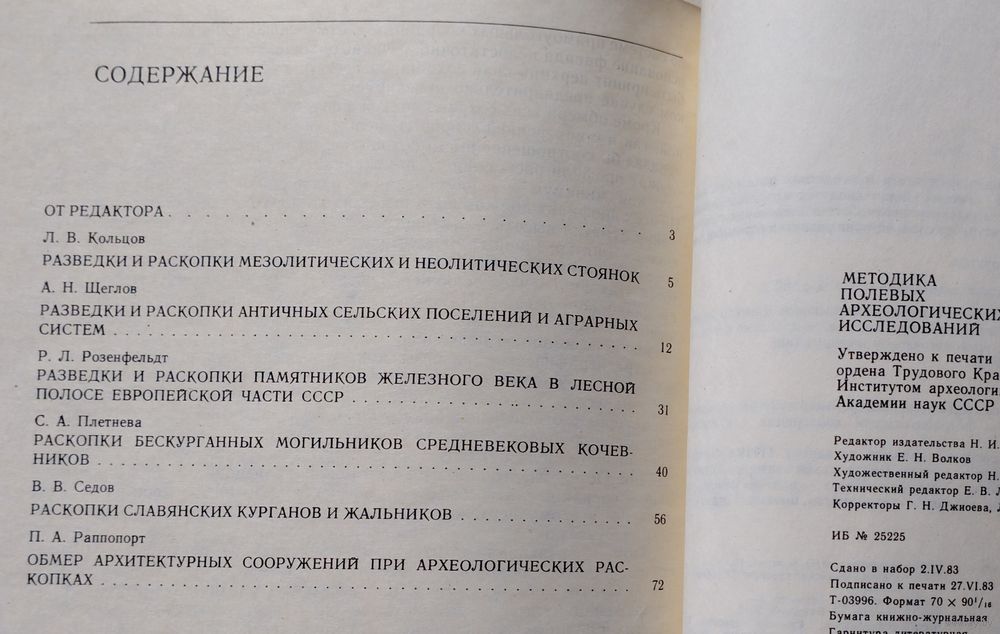 СОДЕРЖАНИЕ
ОТ РЕДАКТОРА . . . . . . . . . . . . . . . . . . . . 3
Л. В. Кольцов
РАЗВЕДКИ И РАСКОПКИ МЕЗОЛИТИЧЕСКИХ И НЕОЛИТИЧЕСКИХ СТОЯНОК 5
А. Н. Щеглов
РАЗВЕДКИ И РАСКОПКИ АНТИЧНЫХ СЕЛЬСКИХ ПОСЕЛЕНИЙ И АГРАРНЫХ
СИСТЕМ . . . . . . . . . . . . . . . . . . . . 12
Р. Л. Розенфельдт
РАЗВЕДКИ И РАСКОПКИ ПАМЯТНИКОВ ЖЕЛЕЗНОГО ВЕКА В ЛЕСНОЙ
ПОЛОСЕ ЕВРОПЕЙСКОЙ ЧАСТИ СССР . . . . . . . . . . . . 31
С. А. Плетнева
РАСКОПКИ БЕСКУРГАННЫХ МОГИЛЬНИКОВ СРЕДНЕВЕКОВЫХ КОЧЕВ-
НИКОВ . . . . . . . . . . . . . . . . . . . . 40
В. В. Седов
РАСКОПКИ СЛАВЯНСКИХ КУРГАНОВ И ЖАЛЬНИКОВ . . . . . . . . 56
П. А. Раппопорт
ОБМЕР АРХИТЕКТУРНЫХ СООРУЖЕНИЙ ПРИ АРХЕОЛОГИЧЕСКИХ РАС-
КОПКАХ . . . . . . . . . . . . . . . . . . . . 72
МЕТОДИКА
ПОЛЕВЫХ
АРХЕОЛОГИЧЕСКИХ
ИССЛЕДОВАНИЙ
Утверждено к печати
ордена Трудового Кра
Институтом археологи
Академии наук СССР
Редактор издательства Н. И.
Художник Е. Н. Волков
Художественный редактор Н.
Технический редактор Е. В. Л
Корректоры Г. Н. Джиоева,
ИБ № 25225
Сдано в набор 2.IV.83
Подписано к печати 27.VI.83
Т-03996. Формат 70 × 90¹/₁₆
Бумага книжно-журнальная
Гарнитура литературная